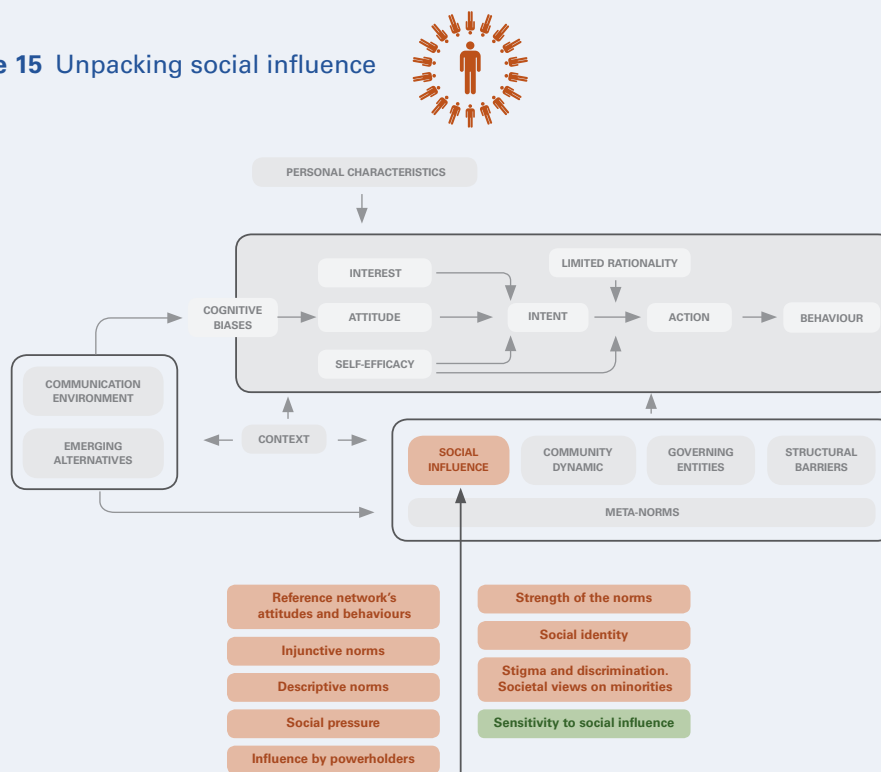 e 15 Unpacking social influence
PERSONAL CHARACTERISTICS
INTEREST
LIMITED RATIONALITY
COGNITIVE
BIASES
ATTITUDE
INTENT
ACTION
BEHAVIOUR
SELF-EFFICACY
COMMUNICATION
ENVIRONMENT
EMERGING
ALTERNATIVES
CONTEXT
SOCIAL
INFLUENCE
COMMUNITY
DYNAMIC
GOVERNING
ENTITIES
STRUCTURAL
BARRIERS
META-NORMS
Reference network's
attitudes and behaviours
Injunctive norms
Descriptive norms
Social pressure
Influence by powerholders
Strength of the norms
Social identity
Stigma and discrimination.
Societal views on minorities
Sensitivity to social influence